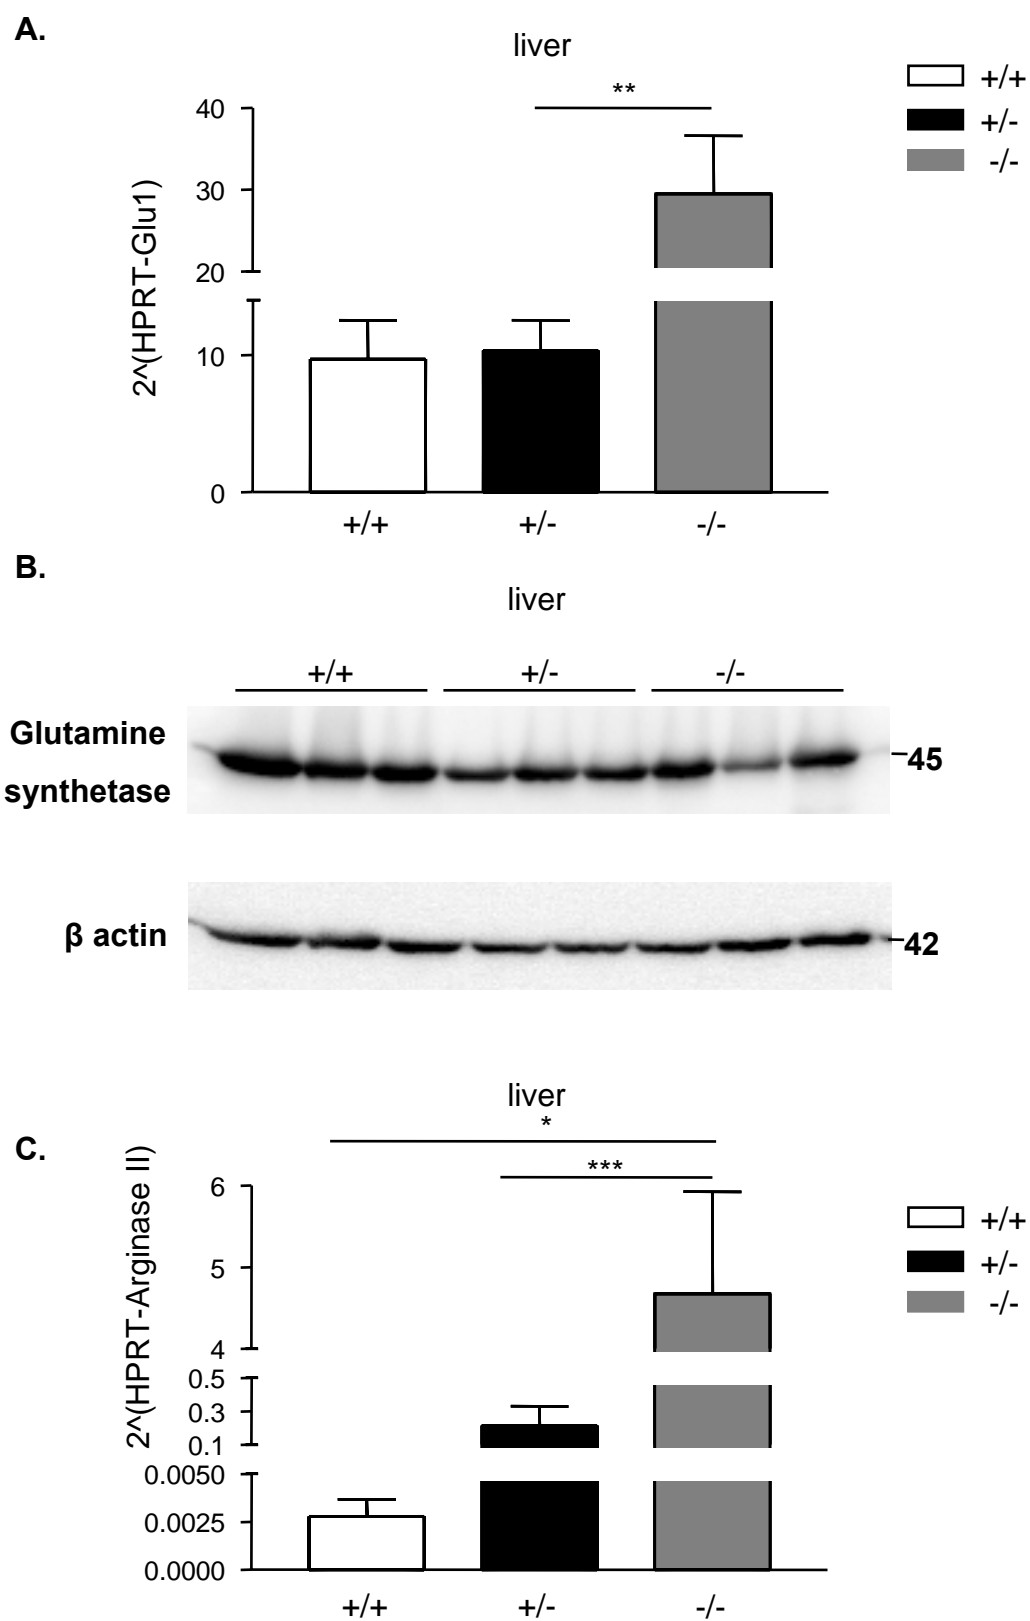 A.
liver
**
+/+
+/-
-/-
2^(HPRT-Glu1)
40
30
20
10
0
+/+ +/- -/-
B.
liver
+/+ +/- -/-
Glutamine
synthetase
45
β actin
42
liver
C.
*
***
+/+
+/-
-/-
2^(HPRT-Arginase II)
6
5
4
0.5
0.3
0.1
0.0050
0.0025
0.0000
+/+ +/- -/-